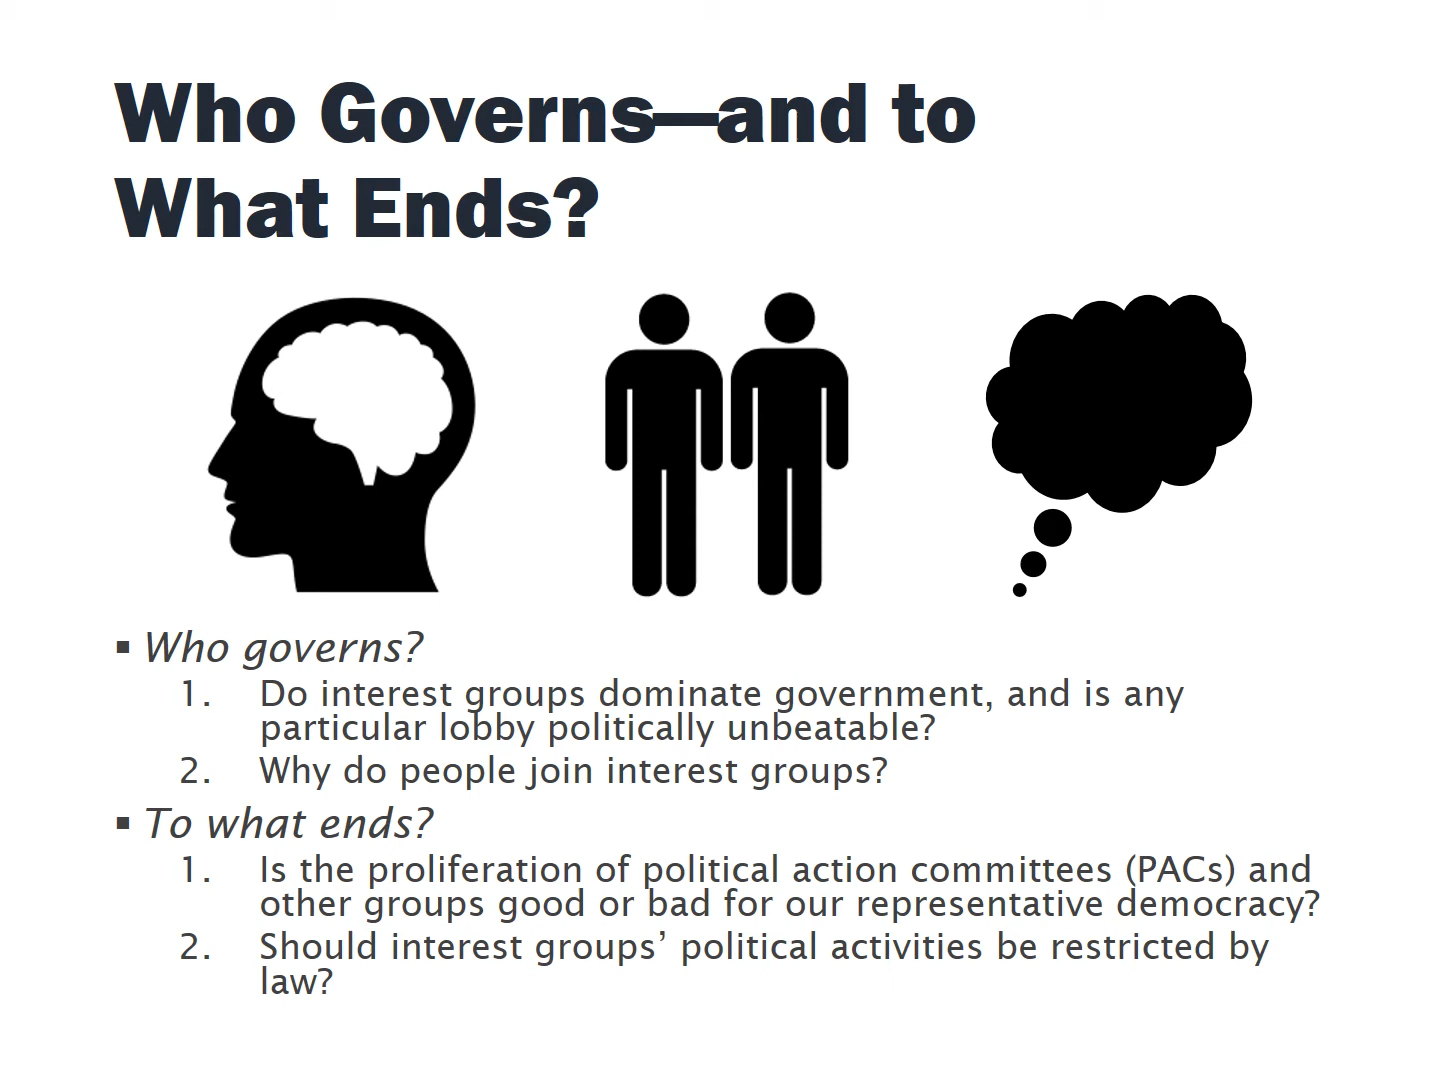 Who Governs—and to
What Ends?
▪ Who governs?
1. Do interest groups dominate government, and is any
particular lobby politically unbeatable?
2. Why do people join interest groups?
▪ To what ends?
1. Is the proliferation of political action committees (PACs) and
other groups good or bad for our representative democracy?
2. Should interest groups’ political activities be restricted by
law?